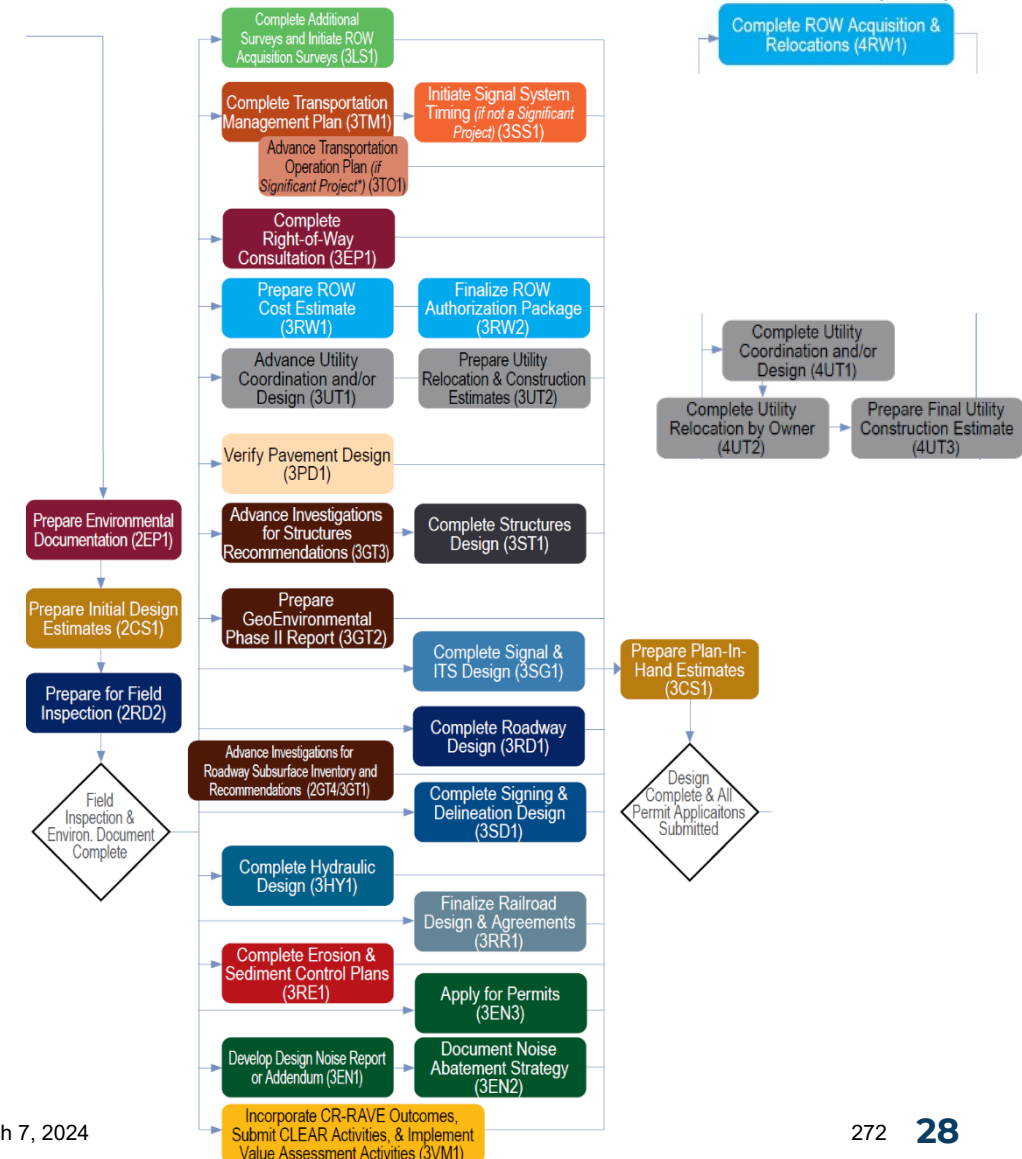 Complete Additional
Surveys and Initiate ROW
Acquisition Surveys (3LS1)
Complete ROW Acquisition &
Relocations (4RW1)
Complete Transportation
Management Plan (3TM1)
Initiate Signal System
Timing (if not a Significant
Project) (3SS1)
Advance Transportation
Operation Plan (if
Significant Project*) (3TO1)
Complete
Right-of-Way
Consultation (3EP1)
Prepare ROW
Cost Estimate
(3RW1)
Finalize ROW
Authorization Package
(3RW2)
Advance Utility
Coordination and/or
Design (3UT1)
Prepare Utility
Relocation & Construction
Estimates (3UT2)
Complete Utility
Coordination and/or
Design (4UT1)
Complete Utility
Relocation by Owner
(4UT2)
Prepare Final Utility
Construction Estimate
(4UT3)
Verify Pavement Design
(3PD1)
Prepare Environmental
Documentation (2EP1)
Advance Investigations
for Structures
Recommendations (3GT3)
Complete Structures
Design (3ST1)
Prepare Initial Design
Estimates (2CS1)
Prepare
GeoEnvironmental
Phase II Report (3GT2)
Complete Signal &
ITS Design (3SG1)
Prepare Plan-In-
Hand Estimates
(3CS1)
Prepare for Field
Inspection (2RD2)
Complete Roadway
Design (3RD1)
Advance Investigations for
Roadway Subsurface Inventory and
Recommendations (2GT4/3GT1)
Field
Inspection &
Environ. Document
Complete
Complete Signing &
Delineation Design
(3SD1)
Design
Complete & All
Permit Applicaitons
Submitted
Complete Hydraulic
Design (3HY1)
Finalize Railroad
Design & Agreements
(3RR1)
Complete Erosion &
Sediment Control Plans
(3RE1)
Apply for Permits
(3EN3)
Develop Design Noise Report
or Addendum (3EN1)
Document Noise
Abatement Strategy
(3EN2)
Incorporate CR-RAVE Outcomes,
Submit CLEAR Activities, & Implement
Value Assessment Activities (3VM1)
h 7, 2024
272 28